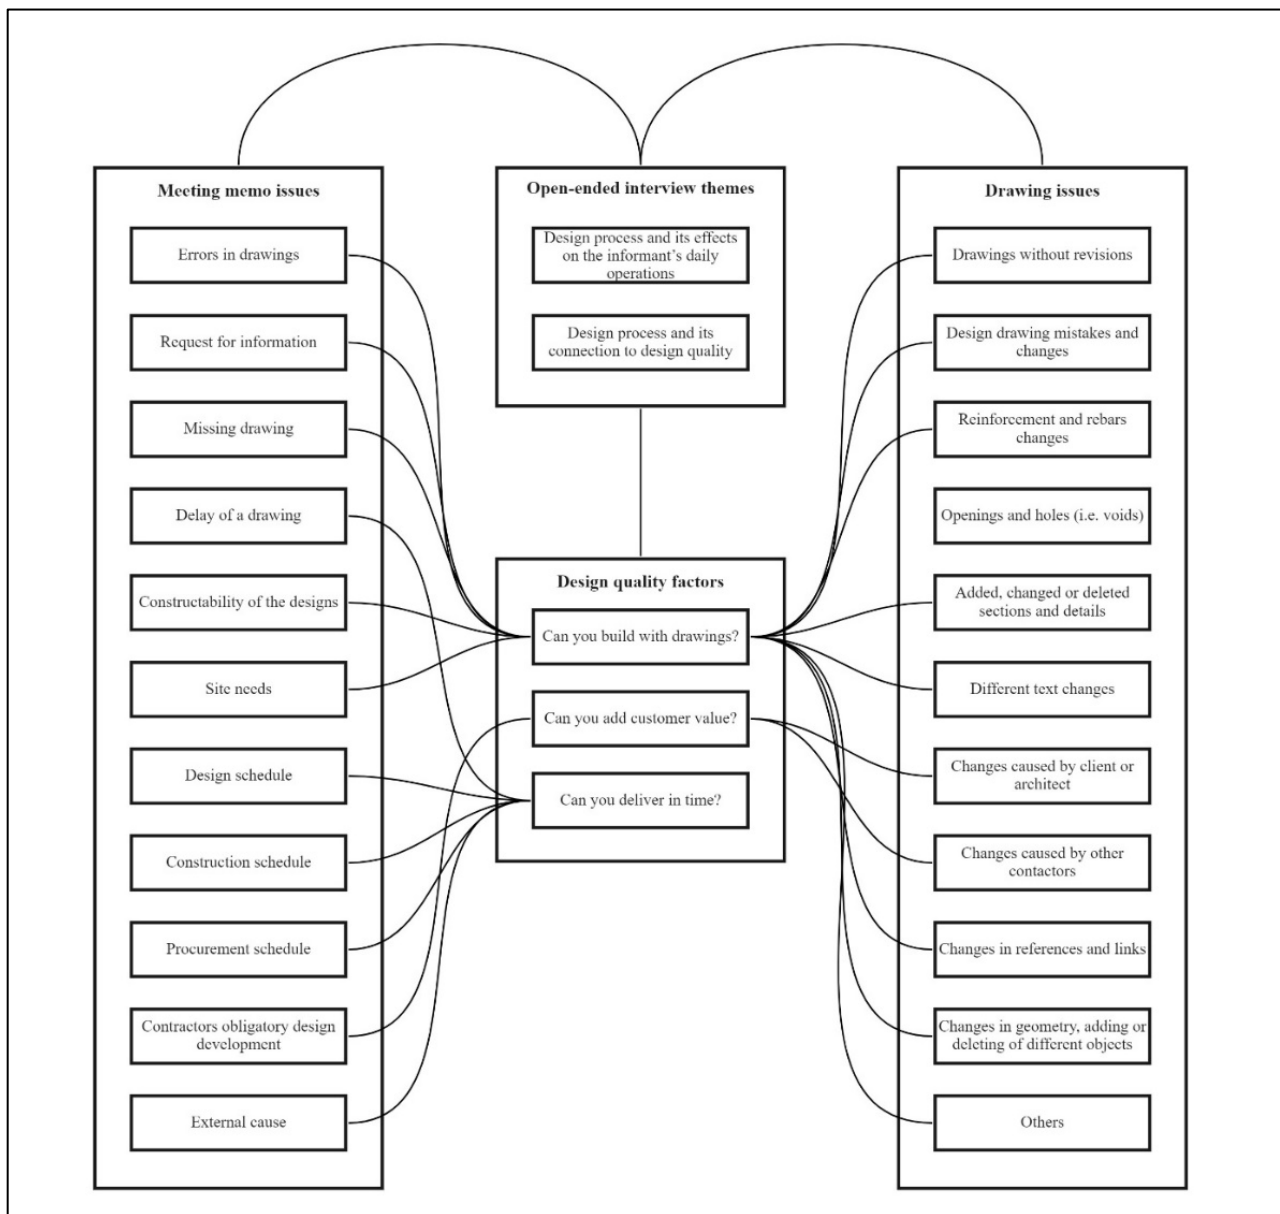 Meeting memo issues
Errors in drawings
Request for information
Missing drawing
Delay of a drawing
Constructability of the designs
Site needs
Design schedule
Construction schedule
Procurement schedule
Contractors obligatory design
development
External cause
Open-ended interview themes
Design process and its effects
on the informant's daily
operations
Design process and its
connection to design quality
Design quality factors
Can you build with drawings?
Can you add customer value?
Can you deliver in time?
Drawing issues
Drawings without revisions
Design drawing mistakes and
changes
Reinforcement and rebars
changes
Openings and holes (i.e. voids)
Added, changed or deleted
sections and details
Different text changes
Changes caused by client or
architect
Changes caused by other
contactors
Changes in references and links
Changes in geometry, adding or
deleting of different objects
Others